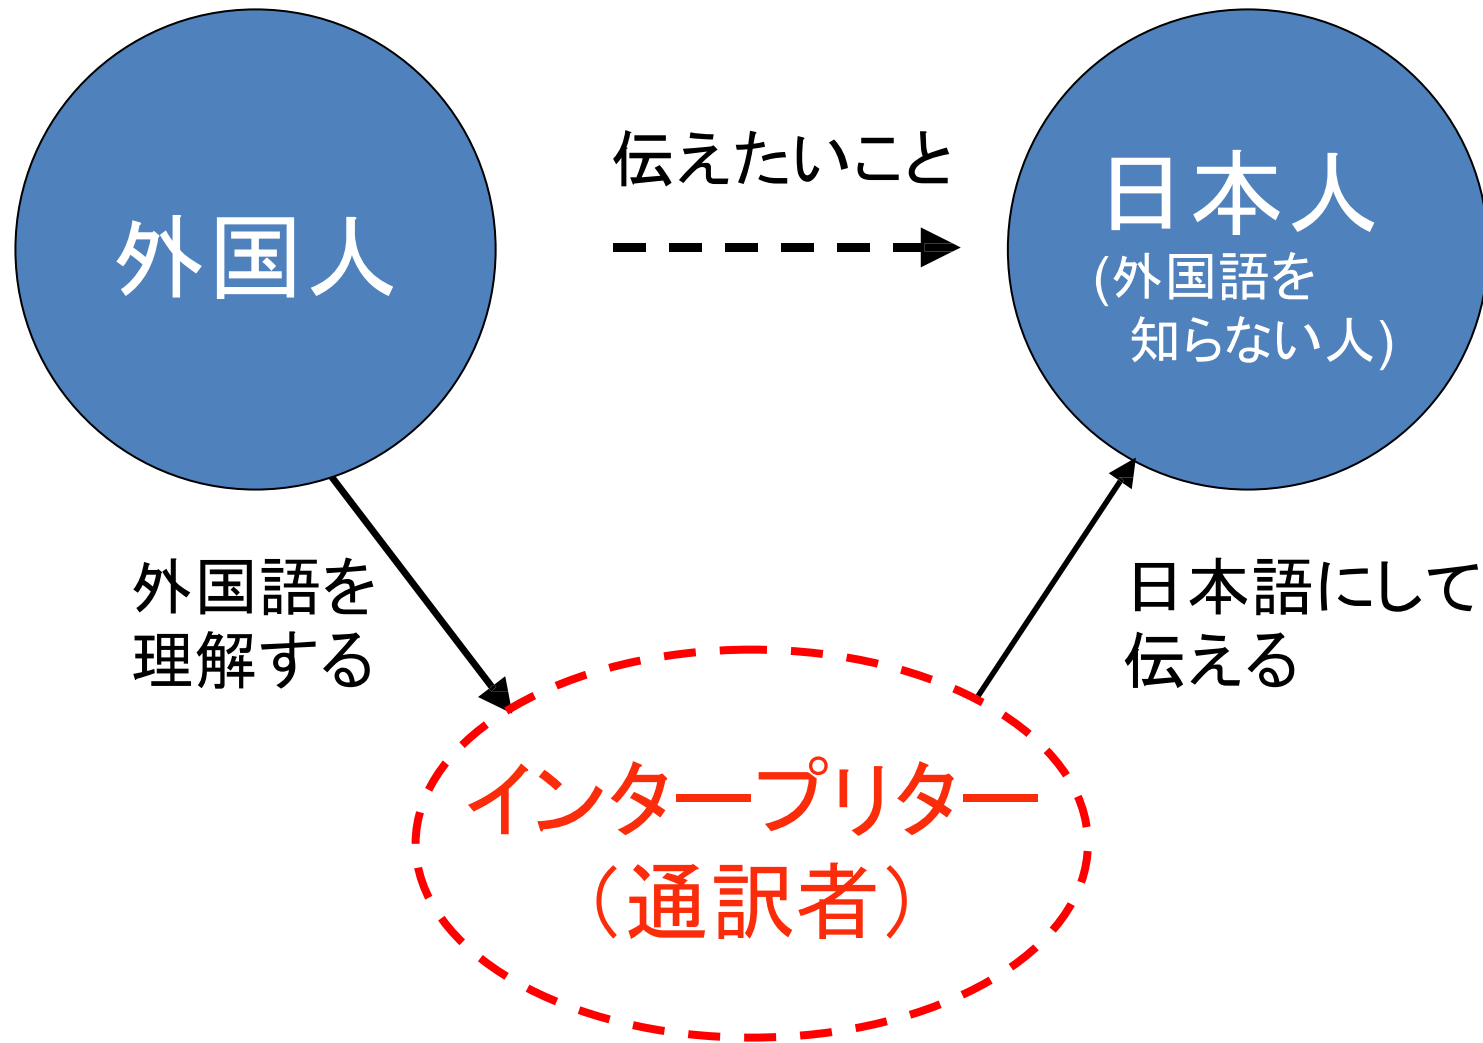 外国人
伝えたいこと
日本人
(外国語を
知らない人)
外国語を
理解する
日本語にして
伝える
インタープリター
（通訳者）